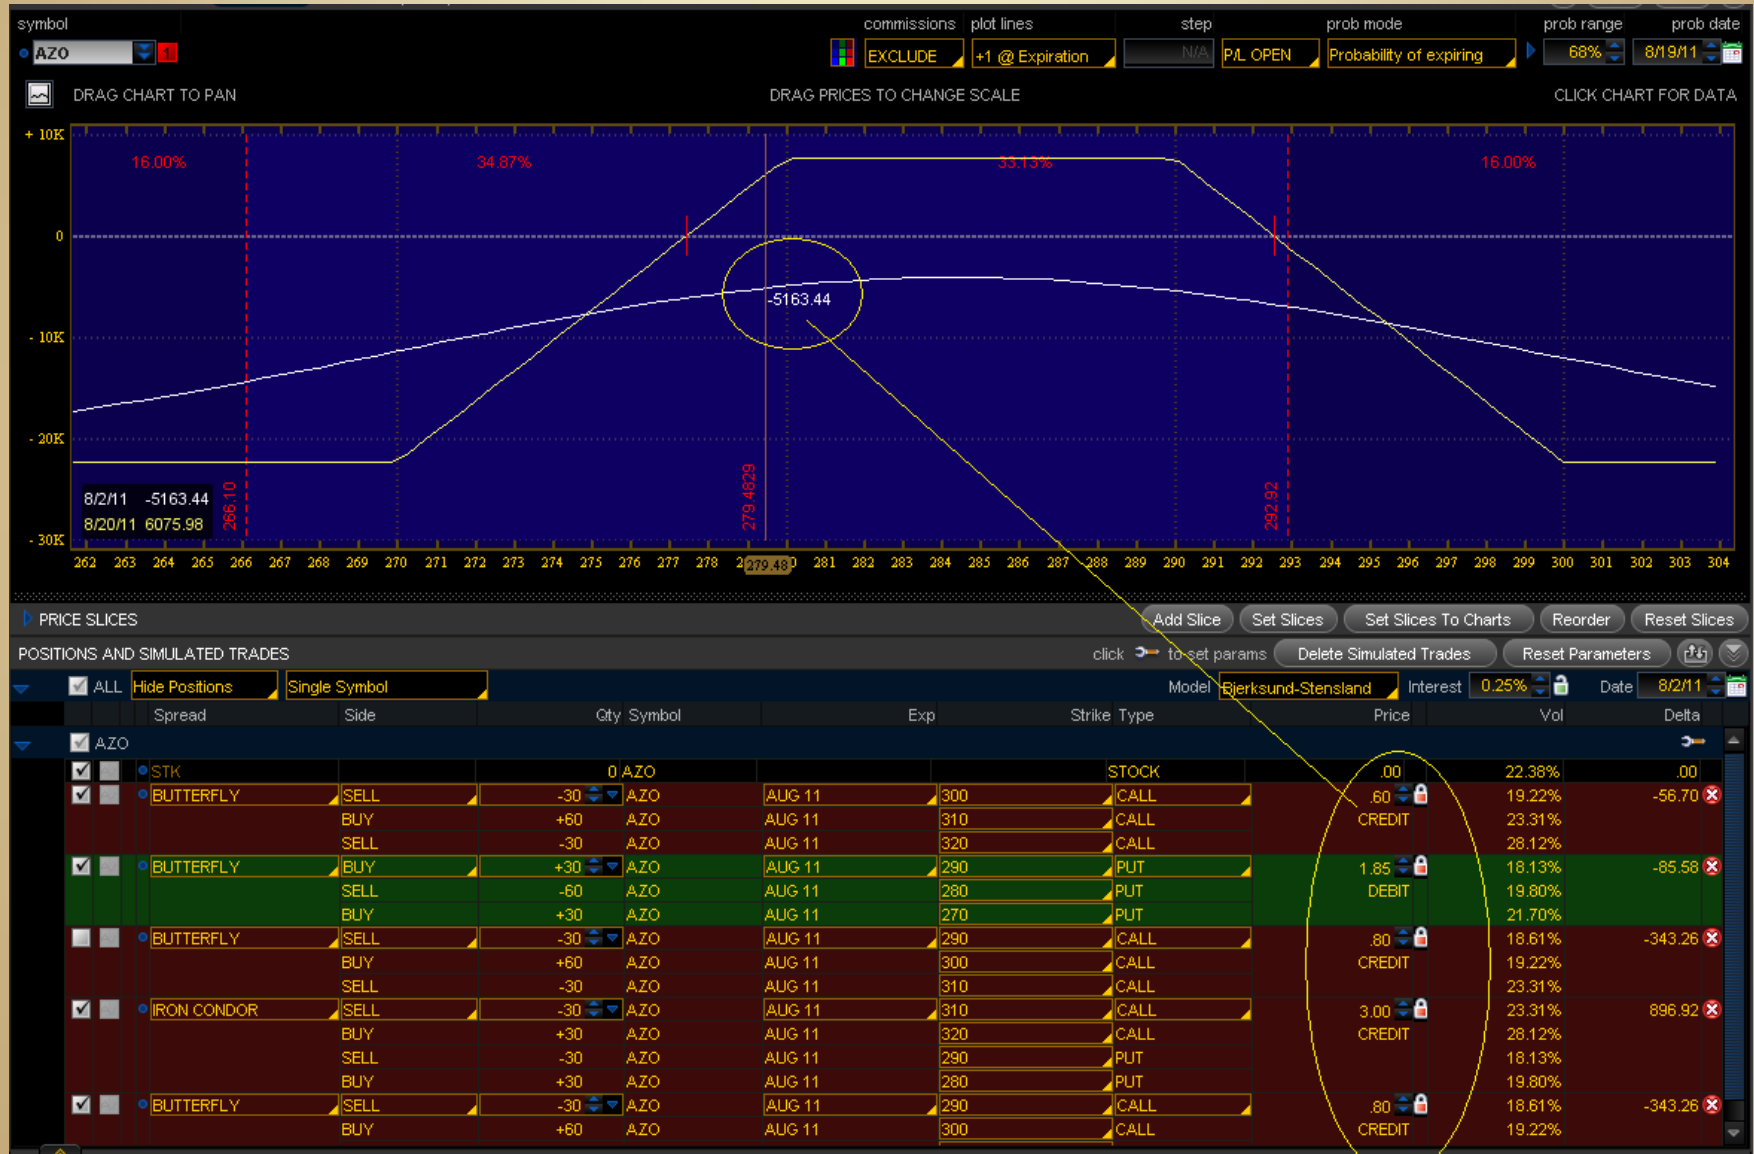 symbol commissions plot lines step prob mode prob range prob date
AZO 1 EXCLUDE +1 @ Expiration N/A P/L OPEN Probability of expiring 68% 8/19/11
DRAG CHART TO PAN DRAG PRICES TO CHANGE SCALE CLICK CHART FOR DATA
+ 10K
16.00% 34.87% 33.13% 16.00%
0
-5163.44
- 10K
- 20K
266.10 279.4829 292.92
8/2/11 -5163.44
8/20/11 6075.98
- 30K
262 263 264 265 266 267 268 269 270 271 272 273 274 275 276 277 278 279.48 281 282 283 284 285 286 287 288 289 290 291 292 293 294 295 296 297 298 299 300 301 302 303 304
PRICE SLICES Add Slice Set Slices Set Slices To Charts Reorder Reset Slices
POSITIONS AND SIMULATED TRADES click to set params Delete Simulated Trades Reset Parameters
ALL Hide Positions Single Symbol Model Bjerksund-Stensland Interest 0.25% Date 8/2/11
Spread Side Qty Symbol Exp Strike Type Price Vol Delta
AZO
STK 0 AZO STOCK .00 22.38% .00
BUTTERFLY SELL -30 AZO AUG 11 300 CALL .60 19.22% -56.70
BUY +60 AZO AUG 11 310 CALL CREDIT 23.31%
SELL -30 AZO AUG 11 320 CALL 28.12%
BUTTERFLY BUY +30 AZO AUG 11 290 PUT 1.85 18.13% -85.58
SELL -60 AZO AUG 11 280 PUT DEBIT 19.80%
BUY +30 AZO AUG 11 270 PUT 21.70%
BUTTERFLY SELL -30 AZO AUG 11 290 CALL .80 18.61% -343.26
BUY +60 AZO AUG 11 300 CALL CREDIT 19.22%
SELL -30 AZO AUG 11 310 CALL 23.31%
IRON CONDOR SELL -30 AZO AUG 11 310 CALL 3.00 23.31% 896.92
BUY +30 AZO AUG 11 320 CALL CREDIT 28.12%
SELL -30 AZO AUG 11 290 PUT 18.13%
BUY +30 AZO AUG 11 280 PUT 19.80%
BUTTERFLY SELL -30 AZO AUG 11 290 CALL .80 18.61% -343.26
BUY +60 AZO AUG 11 300 CALL CREDIT 19.22%